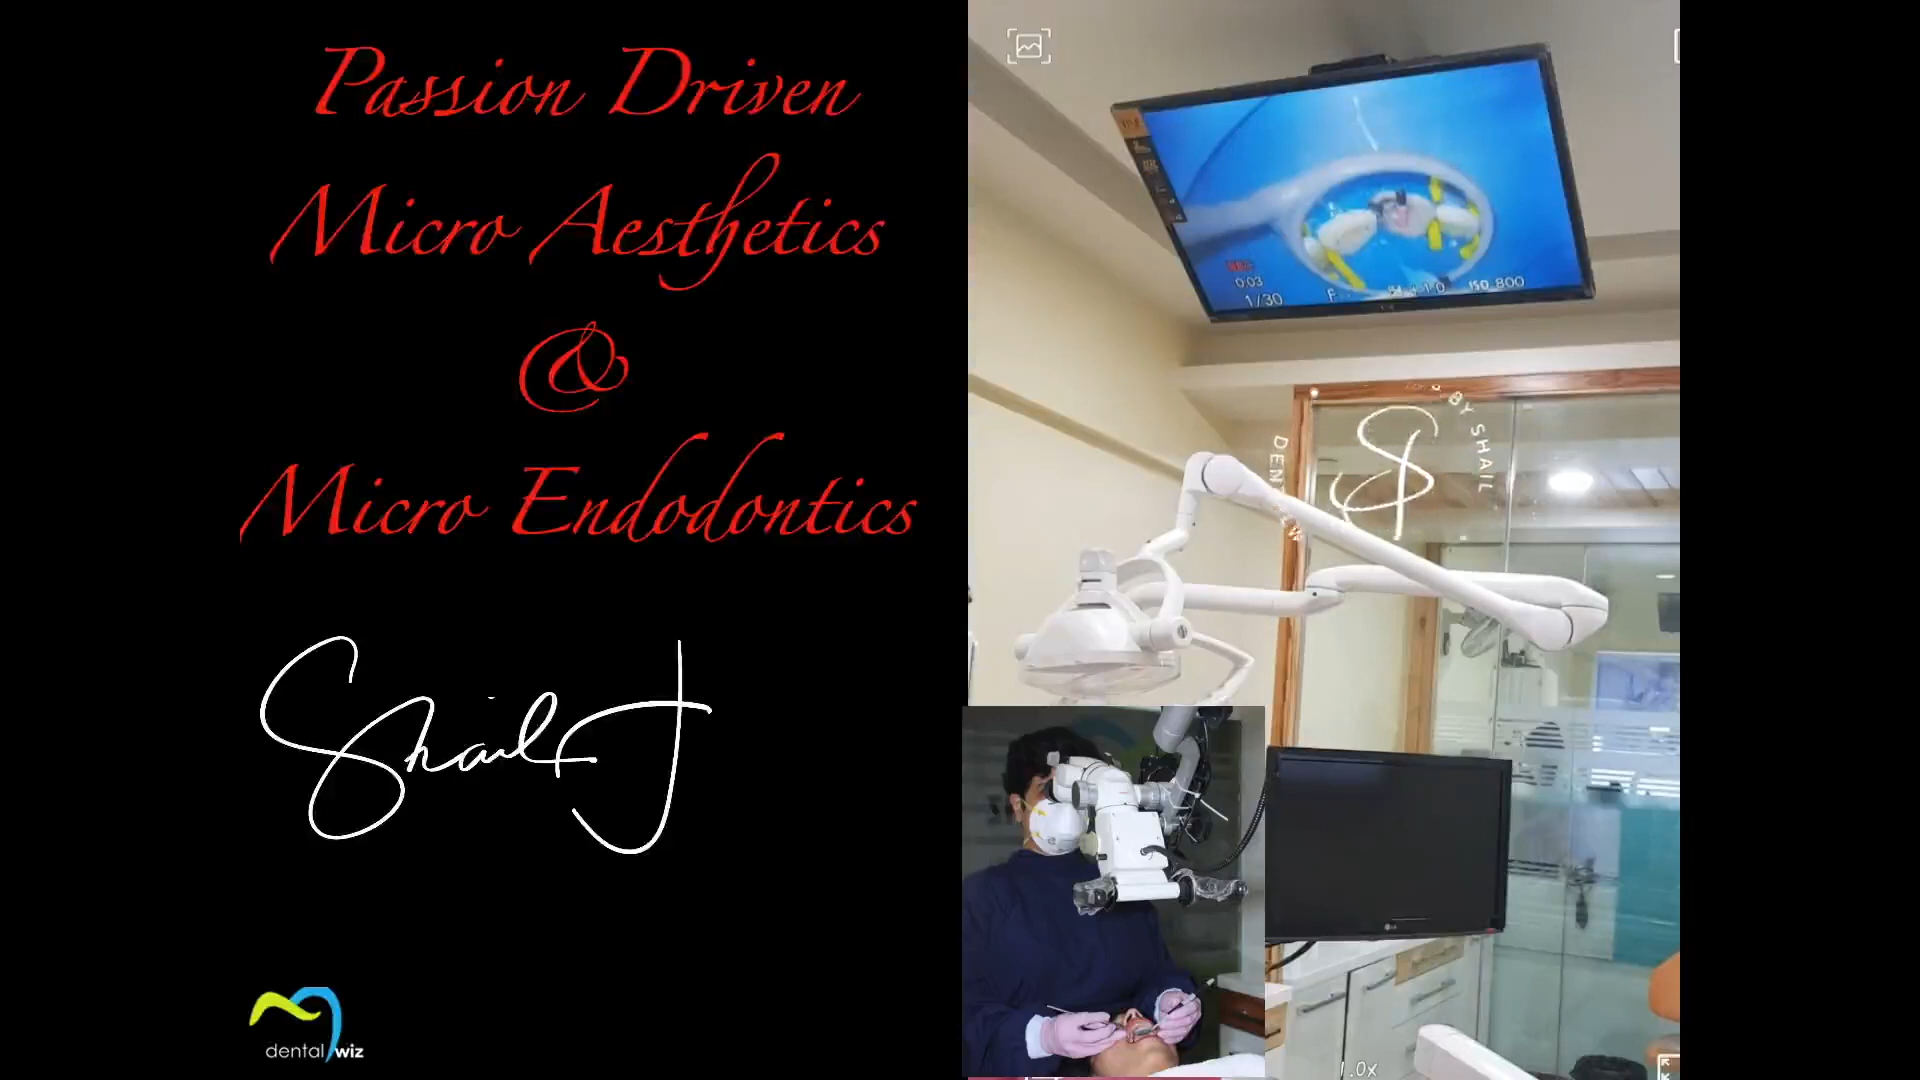 Passion Driven
Micro Aesthetics
&
Micro Endodontics
Shail J
dental wiz
REC
0:03
1/30 F ISO 800
BY SHAIL
LG
1.0x